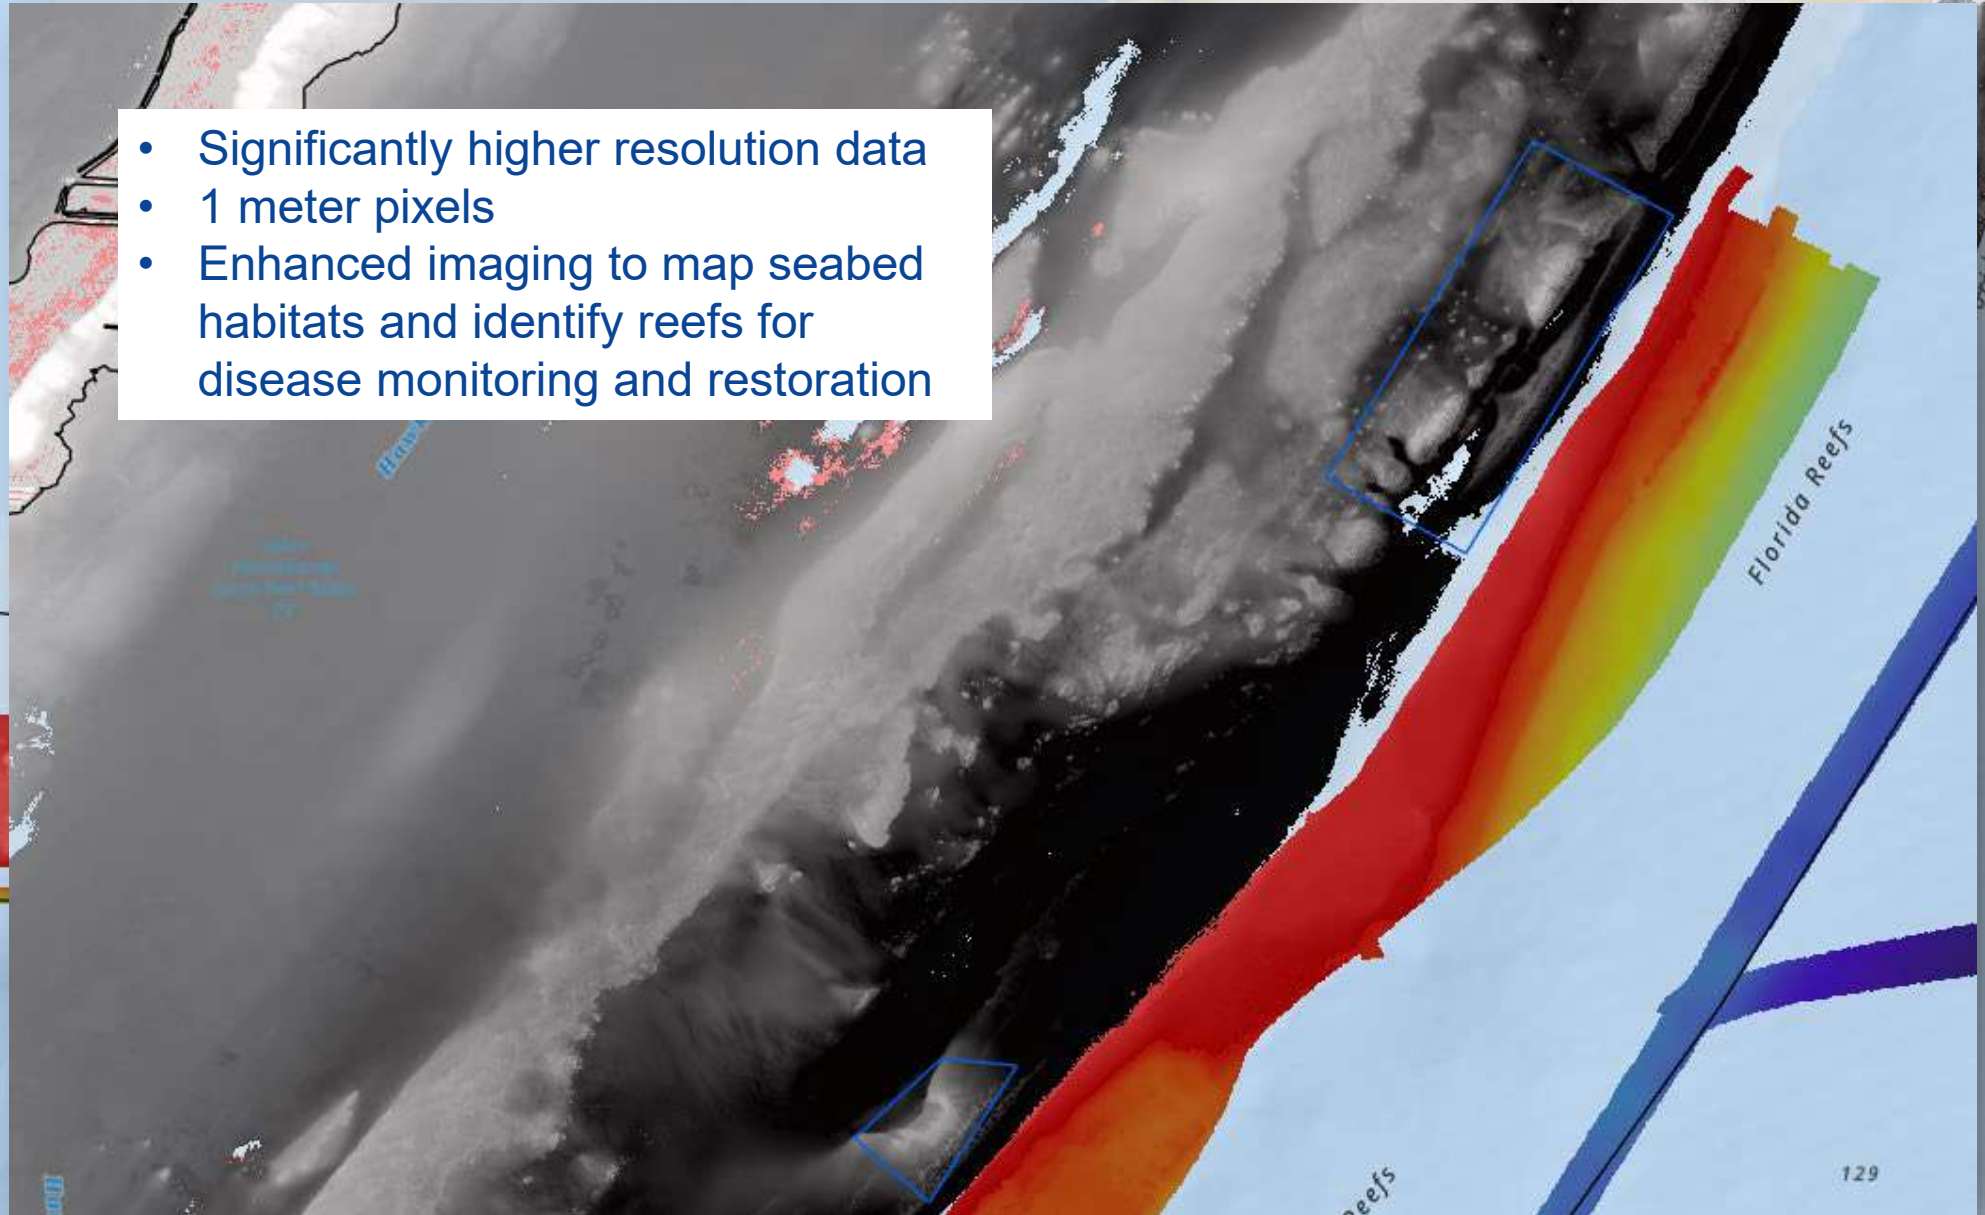 • Significantly higher resolution data
• 1 meter pixels
• Enhanced imaging to map seabed
habitats and identify reefs for
disease monitoring and restoration
Florida Reefs
129